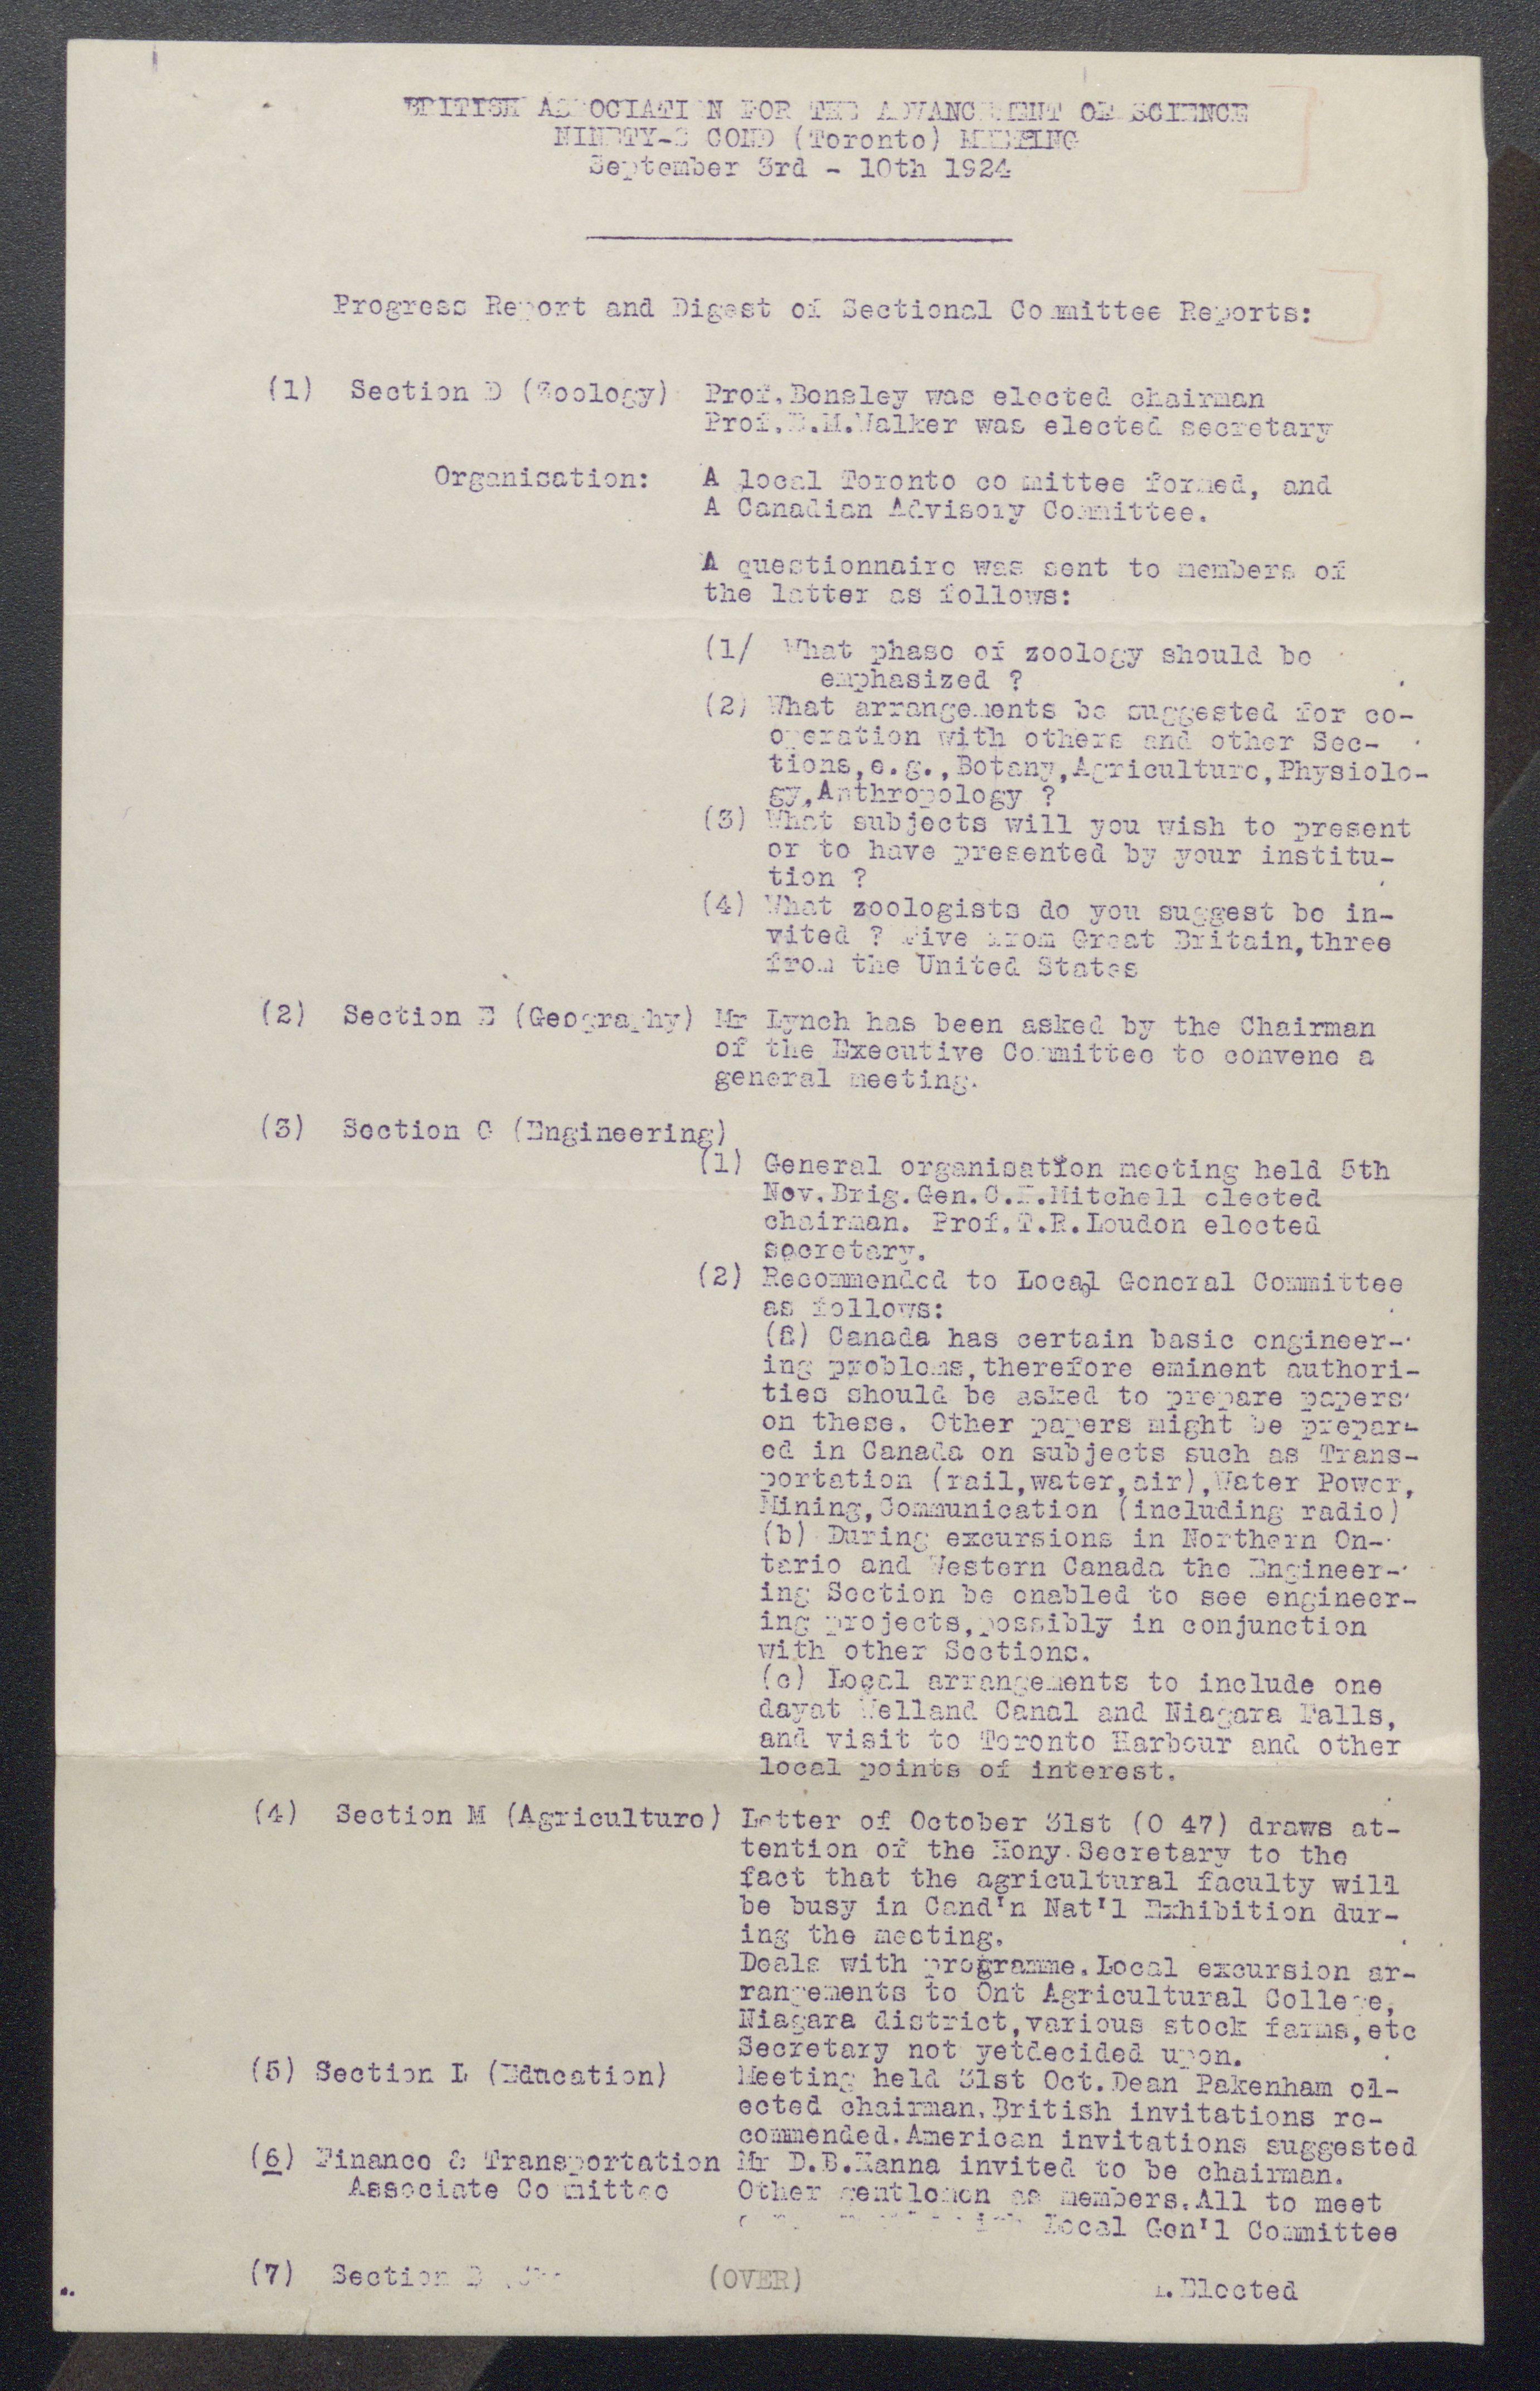 BRITISH ASSOCIATION FOR THE ADVANCEMENT OF SCIENCE
NINETY-SECOND (Toronto) MEETING
September 3rd - 10th 1924
Progress Report and Digest of Sectional Committee Reports:
(1) Section D (Zoology) Prof.Bensley was elected chairman
Prof.E.M.Walker was elected secretary
Organisation: A local Toronto committee formed, and
A Canadian Advisory Committee.
A questionnaire was sent to members of
the latter as follows:
(1/ What phase of zoology should be
emphasized ?
(2) What arrangements be suggested for co-
operation with others and other Sec-
tions,e.g.,Botany,Agriculture,Physiolo-
gy,Anthropology ?
(3) What subjects will you wish to present
or to have presented by your institu-
tion ?
(4) What zoologists do you suggest be in-
vited ? Five from Great Britain,three
from the United States
(2) Section E (Geography) Mr Lynch has been asked by the Chairman
of the Executive Committee to convene a
general meeting.
(3) Section G (Engineering)
(1) General organisation meeting held 5th
Nov.Brig.Gen.C.H.Mitchell elected
chairman. Prof.T.R.Loudon elected
secretary.
(2) Recommended to Local General Committee
as follows:
(a) Canada has certain basic engineer-
ing problems,therefore eminent authori-
ties should be asked to prepare papers
on these. Other papers might be prepar-
ed in Canada on subjects such as Trans-
portation (rail,water,air),Water Power,
Mining,Communication (including radio)
(b) During excursions in Northern On-
tario and Western Canada the Engineer-
ing Section be enabled to see engineer-
ing projects,possibly in conjunction
with other Sections.
(c) Local arrangements to include one
dayat Welland Canal and Niagara Falls,
and visit to Toronto Harbour and other
local points of interest.
(4) Section M (Agriculture) Letter of October 31st (O 47) draws at-
tention of the Hony.Secretary to the
fact that the agricultural faculty will
be busy in Cand'n Nat'l Exhibition dur-
ing the meeting.
Deals with programme.Local excursion ar-
rangements to Ont Agricultural College,
Niagara district,various stock farms,etc
Secretary not yetdecided upon.
(5) Section L (Education) Meeting held 31st Oct.Dean Pakenham el-
ected chairman.British invitations re-
commended.American invitations suggested
(6) Finance & Transportation Mr D.B.Hanna invited to be chairman.
Associate Committee Other gentlemen as members.All to meet
Local Gen'l Committee
(7) Section B (OVER) Elected